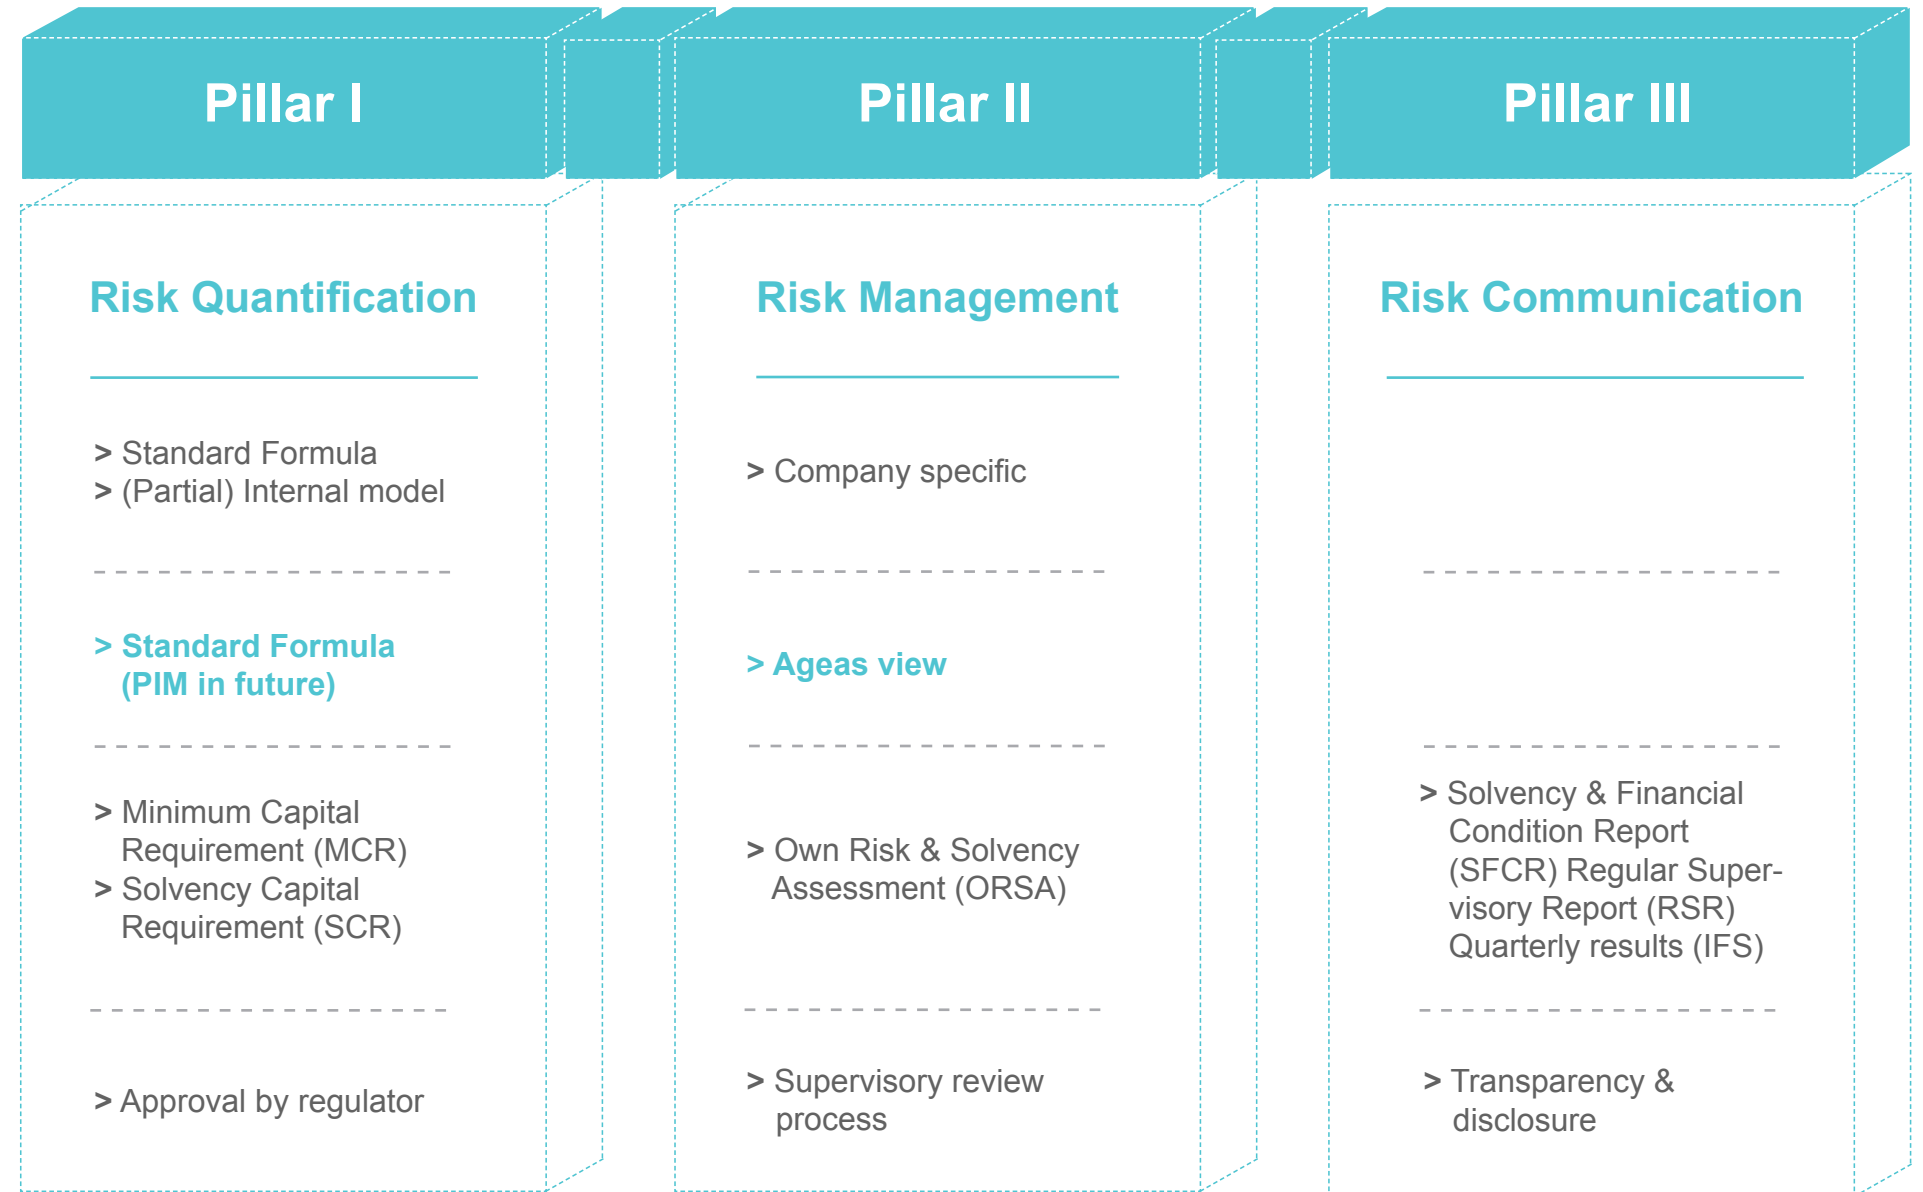 Pillar I
Pillar II
Pillar III
Risk Quantification
> Standard Formula
> (Partial) Internal model
> Standard Formula
(PIM in future)
> Minimum Capital
Requirement (MCR)
> Solvency Capital
Requirement (SCR)
> Approval by regulator
Risk Management
> Company specific
> Ageas view
> Own Risk & Solvency
Assessment (ORSA)
> Supervisory review
process
Risk Communication
> Solvency & Financial
Condition Report
(SFCR) Regular Super-
visory Report (RSR)
Quarterly results (IFS)
> Transparency &
disclosure